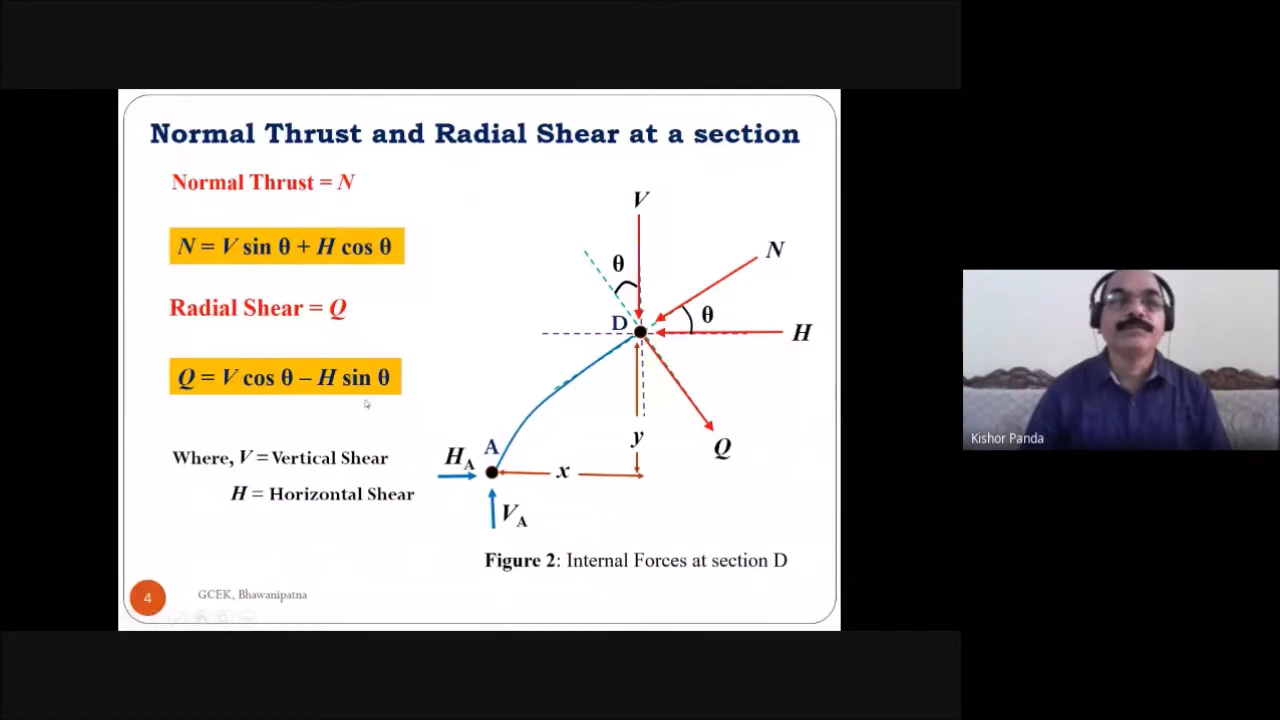 Normal Thrust and Radial Shear at a section
Normal Thrust = N
N = V sin θ + H cos θ
Radial Shear = Q
Q = V cos θ – H sin θ
Where, V = Vertical Shear
H = Horizontal Shear
V
N
θ
θ
D
H
y
Q
A
H_A
x
V_A
Figure 2: Internal Forces at section D
4
GCEK, Bhawanipatna
Kishor Panda